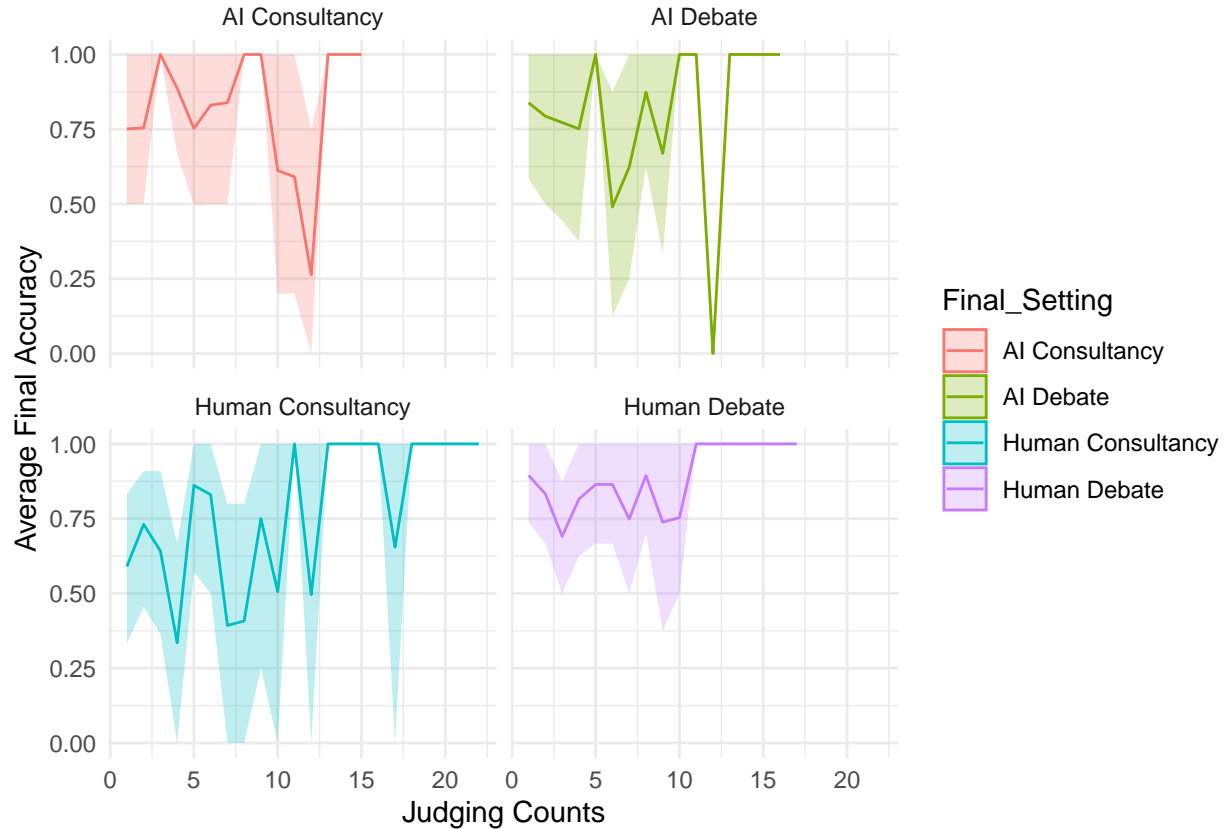 AI Consultancy
AI Debate
1.00
0.75
0.50
0.25
0.00
Human Consultancy
Human Debate
1.00
0.75
0.50
0.25
0.00
0 5 10 15 20
0 5 10 15 20
Judging Counts
Average Final Accuracy
Final_Setting
AI Consultancy
AI Debate
Human Consultancy
Human Debate